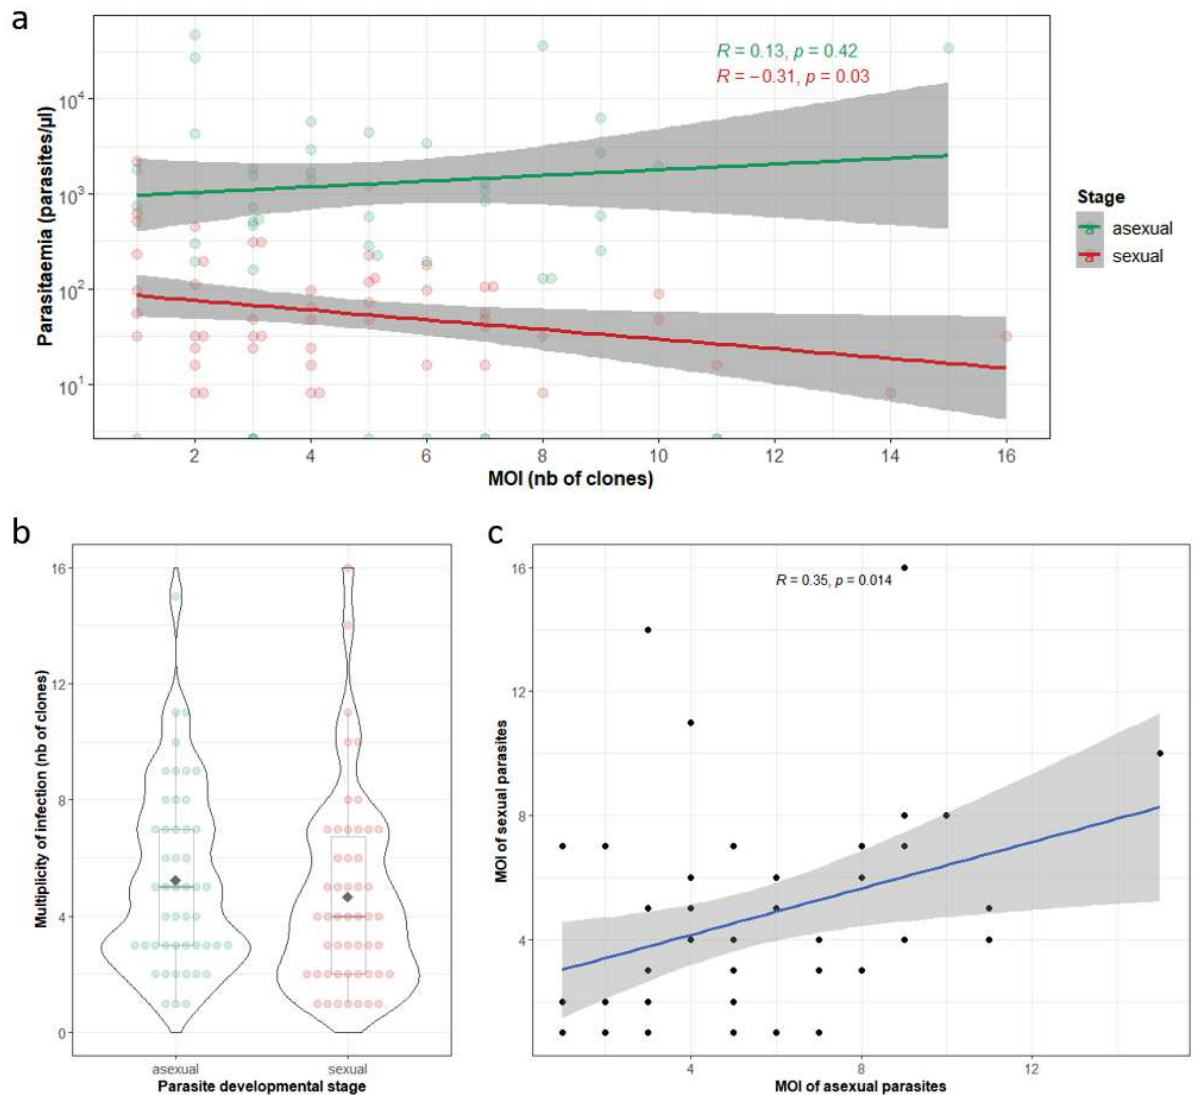 a
R = 0.13, p = 0.42
R = −0.31, p = 0.03
10⁴
10³
10²
10¹
Parasitaemia (parasites/µl)
2 4 6 8 10 12 14 16
MOI (nb of clones)
Stage
a asexual
a sexual
b
16
12
8
4
0
Multiplicity of infection (nb of clones)
asexual sexual
Parasite developmental stage
c
R = 0.35, p = 0.014
16
12
8
4
MOI of sexual parasites
4 8 12
MOI of asexual parasites